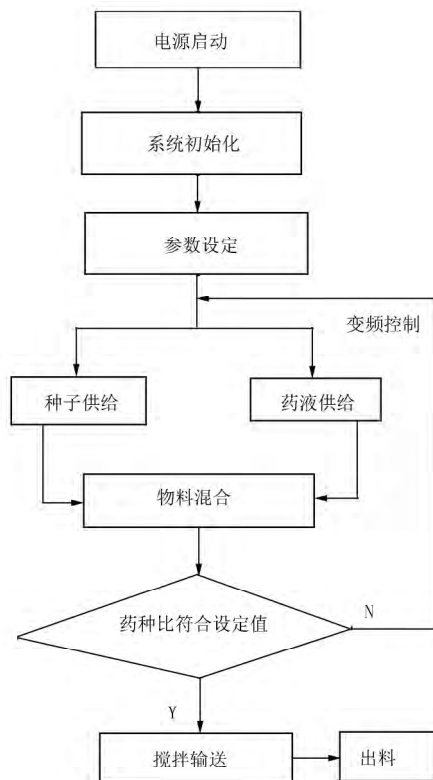 电源启动
系统初始化
参数设定
变频控制
种子供给
药液供给
物料混合
药种比符合设定值
N
Y
搅拌输送
出料